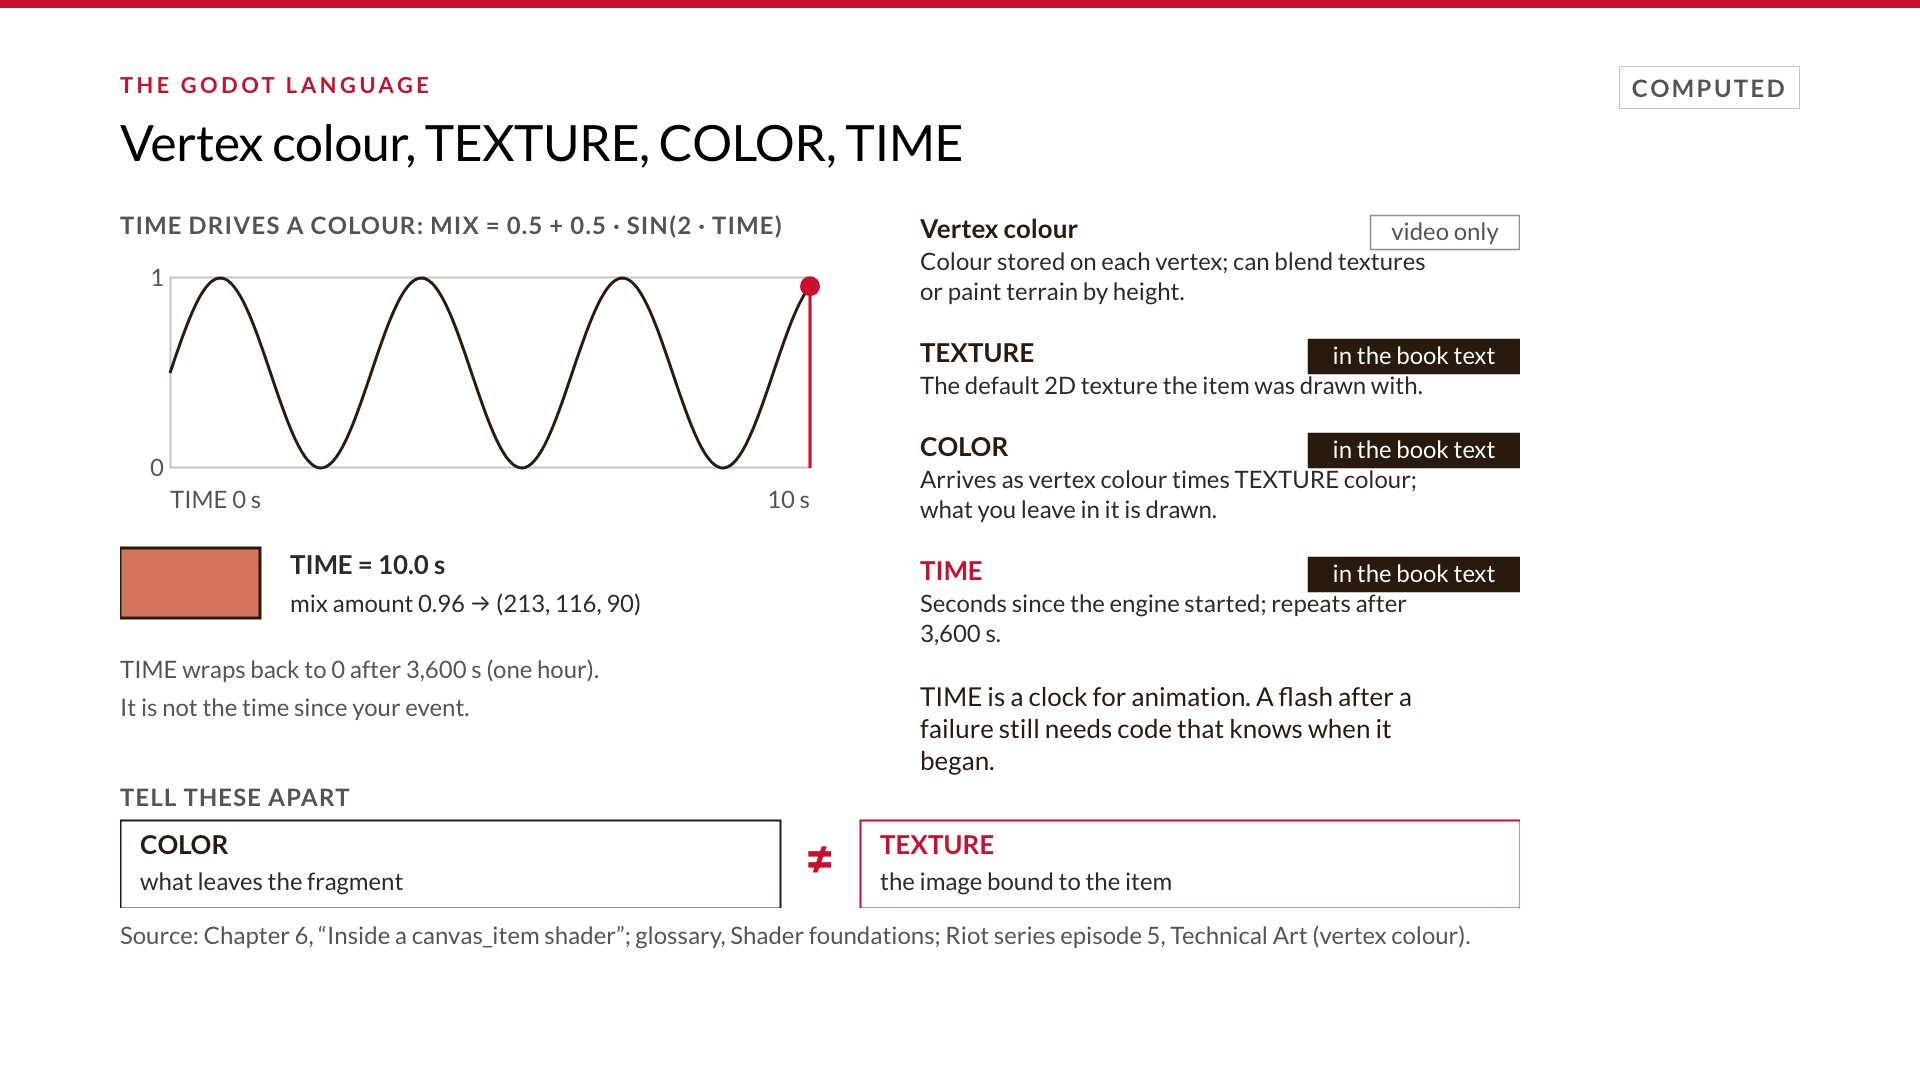 THE GODOT LANGUAGE
COMPUTED
Vertex colour, TEXTURE, COLOR, TIME
TIME DRIVES A COLOUR: MIX = 0.5 + 0.5 · SIN(2 · TIME)
1
0
TIME 0 s
10 s
TIME = 10.0 s
mix amount 0.96 → (213, 116, 90)
TIME wraps back to 0 after 3,600 s (one hour).
It is not the time since your event.
Vertex colour
video only
Colour stored on each vertex; can blend textures
or paint terrain by height.
TEXTURE
in the book text
The default 2D texture the item was drawn with.
COLOR
in the book text
Arrives as vertex colour times TEXTURE colour;
what you leave in it is drawn.
TIME
in the book text
Seconds since the engine started; repeats after
3,600 s.
TIME is a clock for animation. A flash after a
failure still needs code that knows when it
began.
TELL THESE APART
COLOR
what leaves the fragment
≠
TEXTURE
the image bound to the item
Source: Chapter 6, “Inside a canvas_item shader”; glossary, Shader foundations; Riot series episode 5, Technical Art (vertex colour).